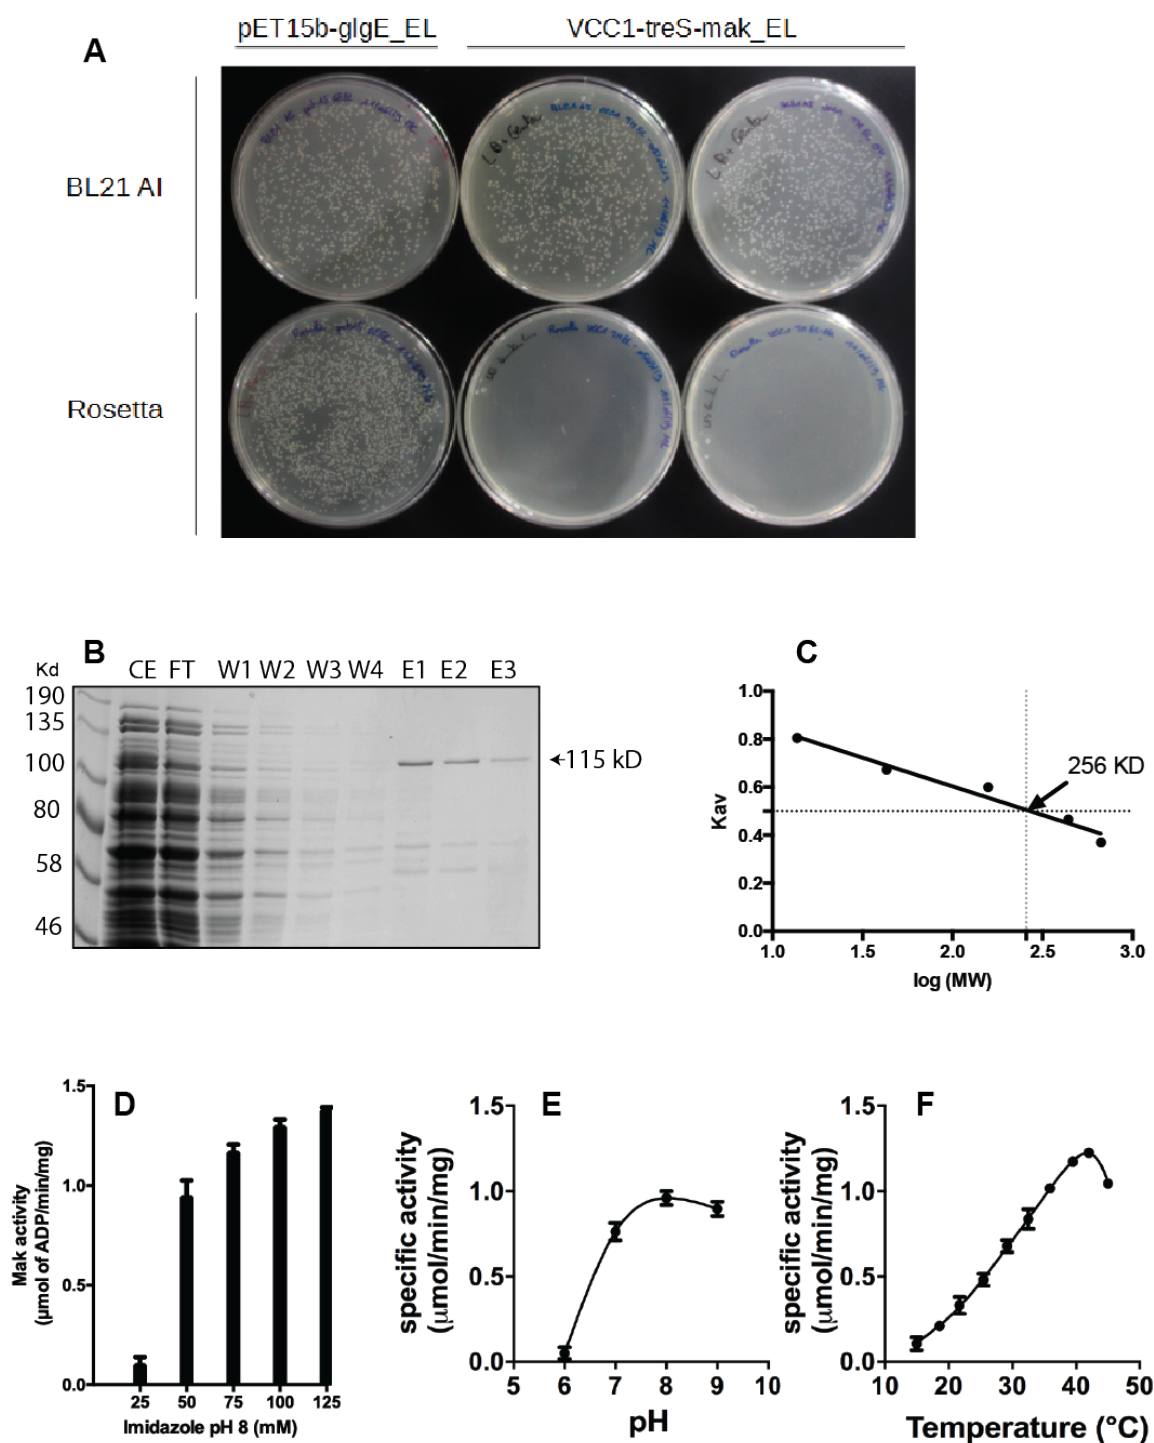 pET15b-glgE_EL VCC1-treS-mak_EL
A
BL21 AI
LB + Genta
Rosetta
B
Kd CE FT W1 W2 W3 W4 E1 E2 E3
190
135
100
80
58
46
115 kD
C
1.0
0.8
0.6
0.4
0.2
0.0
Kav
256 KD
1.0 1.5 2.0 2.5 3.0
log (MW)
D
1.5
1.0
0.5
0.0
Mak activity
(µmol of ADP/min/mg)
25 50 75 100 125
Imidazole pH 8 (mM)
E
1.5
1.0
0.5
0.0
specific activity
(µmol/min/mg)
5 6 7 8 9 10
pH
F
1.5
1.0
0.5
0.0
specific activity
(µmol/min/mg)
10 20 30 40 50
Temperature (°C)